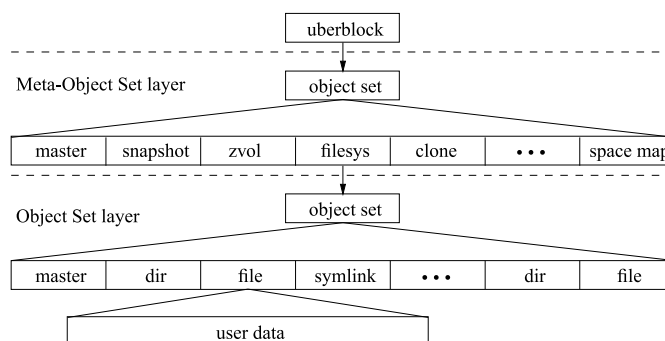 uberblock
Meta-Object Set layer
object set
master snapshot zvol filesys clone • • • space map
object set
Object Set layer
master dir file symlink • • • dir file
user data